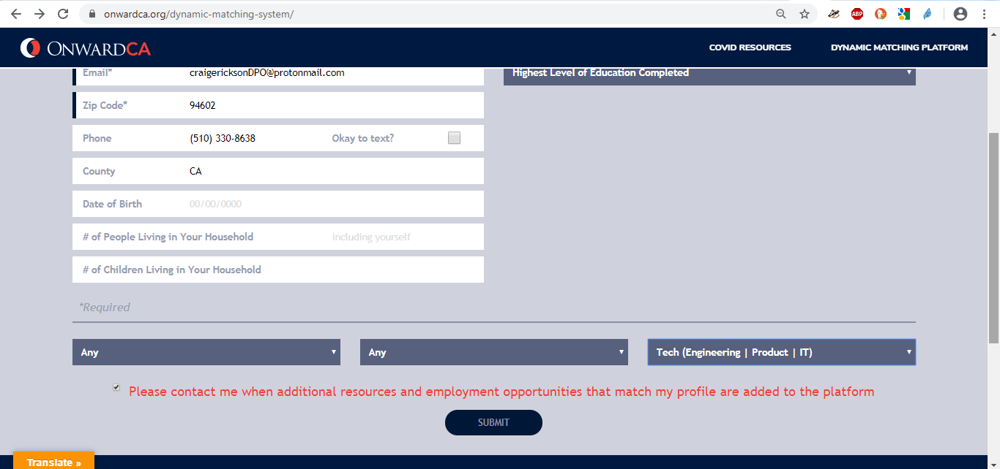 onwardca.org/dynamic-matching-system/
ABP
ONWARDCA
COVID RESOURCES
DYNAMIC MATCHING PLATFORM
Email* craigericksonDPO@protonmail.com
Highest Level of Education Completed
Zip Code* 94602
Phone (510) 330-8638 Okay to text?
County CA
Date of Birth 00/00/0000
# of People Living in Your Household including yourself
# of Children Living in Your Household
*Required
Any
Any
Tech (Engineering | Product | IT)
Please contact me when additional resources and employment opportunities that match my profile are added to the platform
SUBMIT
Translate »